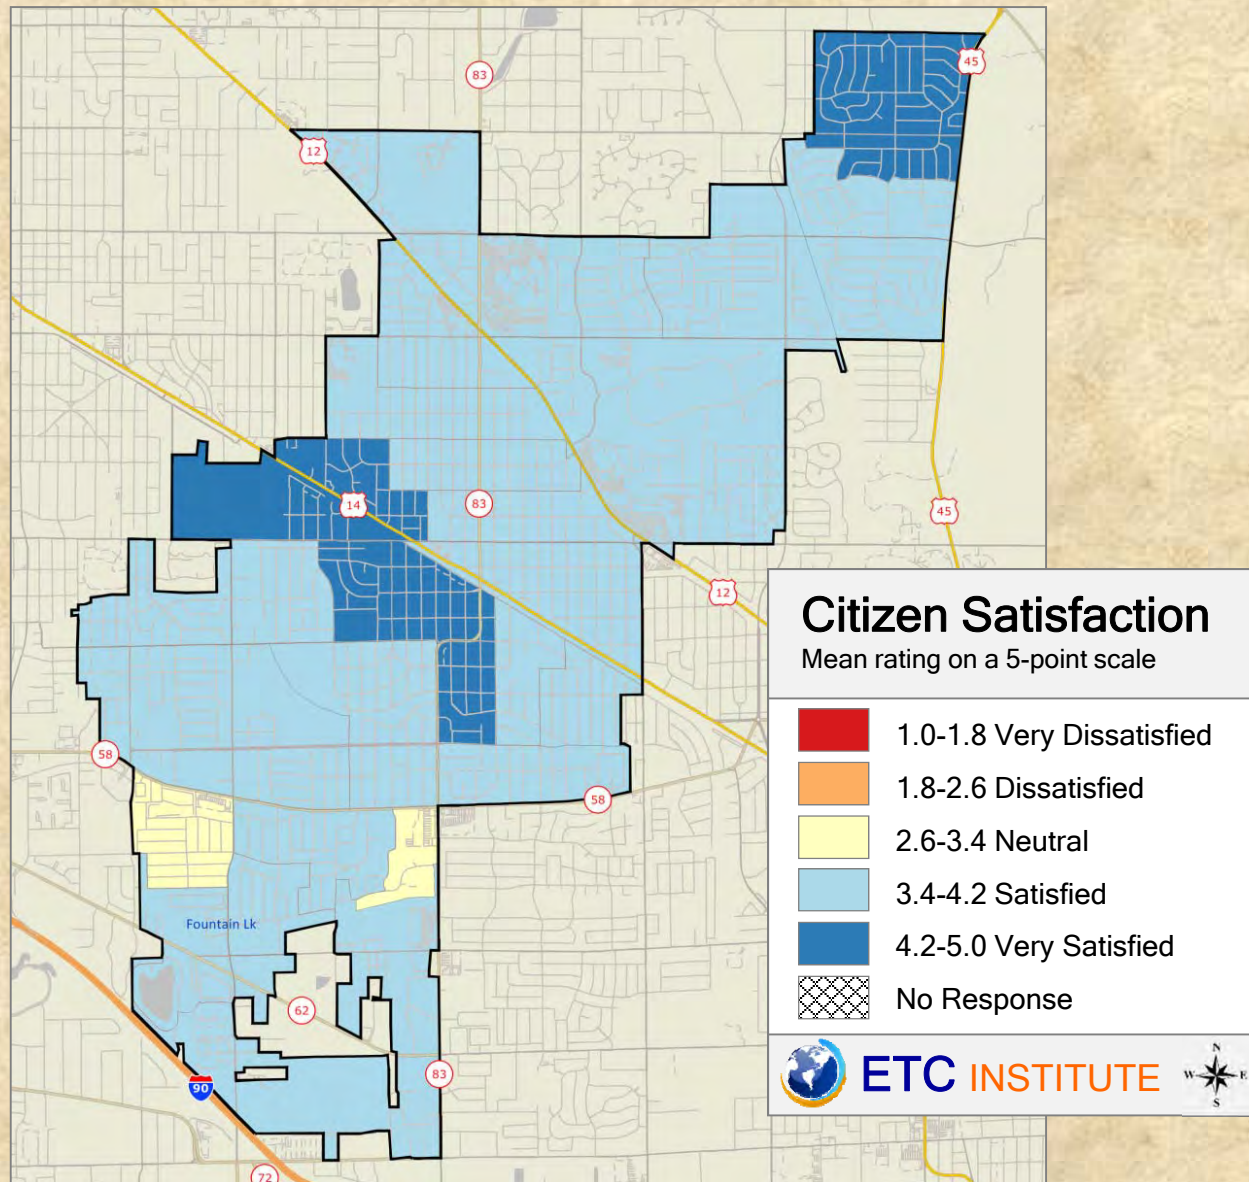 83
45
12
14
83
45
12
58
58
Fountain Lk
62
90
83
72
Citizen Satisfaction
Mean rating on a 5-point scale
1.0-1.8 Very Dissatisfied
1.8-2.6 Dissatisfied
2.6-3.4 Neutral
3.4-4.2 Satisfied
4.2-5.0 Very Satisfied
No Response
ETC INSTITUTE
N
W E
S